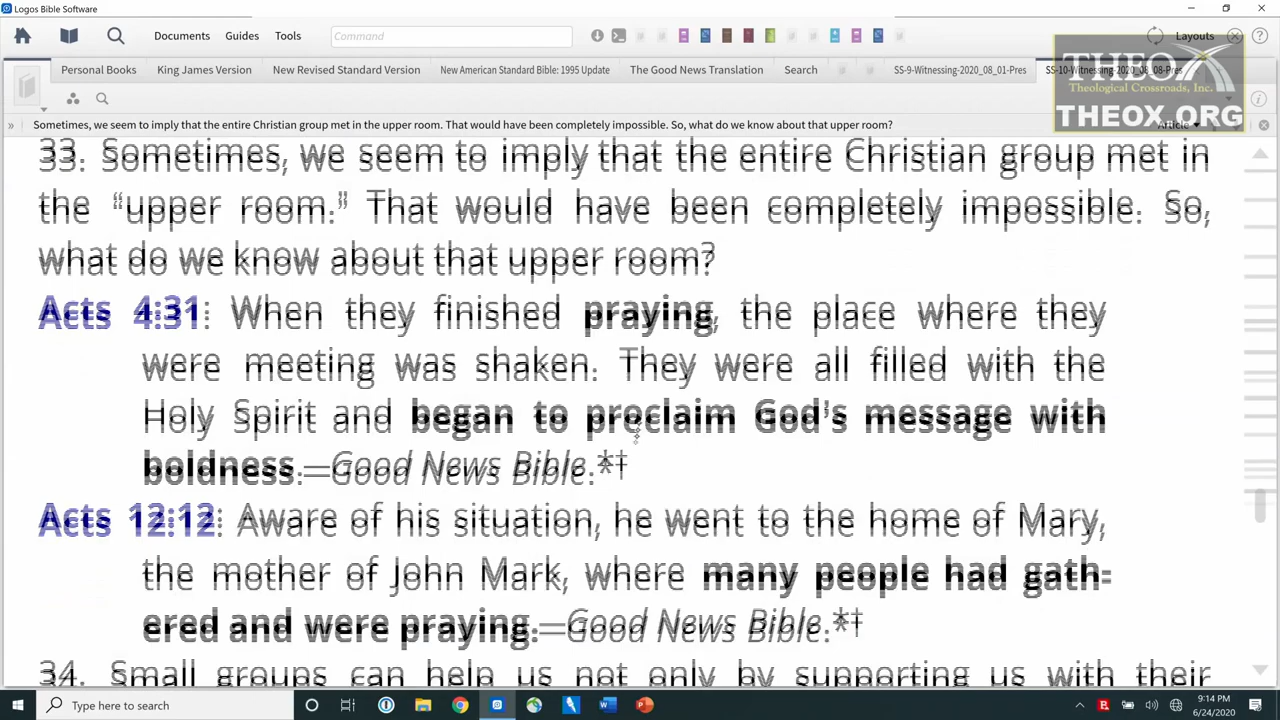 Logos Bible Software
Documents Guides Tools Command Layouts
Personal Books King James Version New Revised Stan New American Standard Bible: 1995 Update The Good News Translation Search SS-9-Witnessing-2020_08_01-Pres SS-10-Witnessing-2020_08_08-Pres
THEOX
Theological Crossroads, Inc.
THEOX.ORG
» Sometimes, we seem to imply that the entire Christian group met in the upper room. That would have been completely impossible. So, what do we know about that upper room? Article
33. Sometimes, we seem to imply that the entire Christian group met in
the “upper room.” That would have been completely impossible. So,
what do we know about that upper room?
Acts 4:31: When they finished praying, the place where they
were meeting was shaken. They were all filled with the
Holy Spirit and began to proclaim God’s message with
boldness.—Good News Bible.*†
Acts 12:12: Aware of his situation, he went to the home of Mary,
the mother of John Mark, where many people had gath-
ered and were praying.—Good News Bible.*†
34. Small groups can help us not only by supporting us with their
Type here to search
9:14 PM
6/24/2020